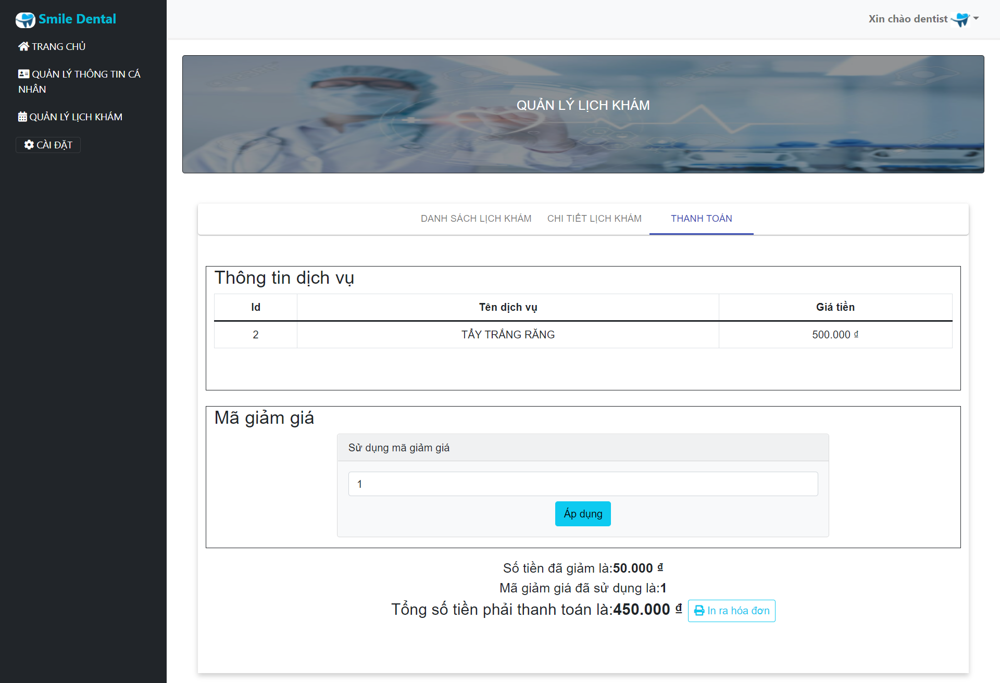 Smile Dental
TRANG CHỦ
QUẢN LÝ THÔNG TIN CÁ
NHÂN
QUẢN LÝ LỊCH KHÁM
CÀI ĐẶT
Xin chào dentist
QUẢN LÝ LỊCH KHÁM
DANH SÁCH LỊCH KHÁM CHI TIẾT LỊCH KHÁM THANH TOÁN
Thông tin dịch vụ
Id Tên dịch vụ Giá tiền
2 TẨY TRẮNG RĂNG 500.000 ₫
Mã giảm giá
Sử dụng mã giảm giá
1
Áp dụng
Số tiền đã giảm là:50.000 ₫
Mã giảm giá đã sử dụng là:1
Tổng số tiền phải thanh toán là:450.000 ₫ In ra hóa đơn